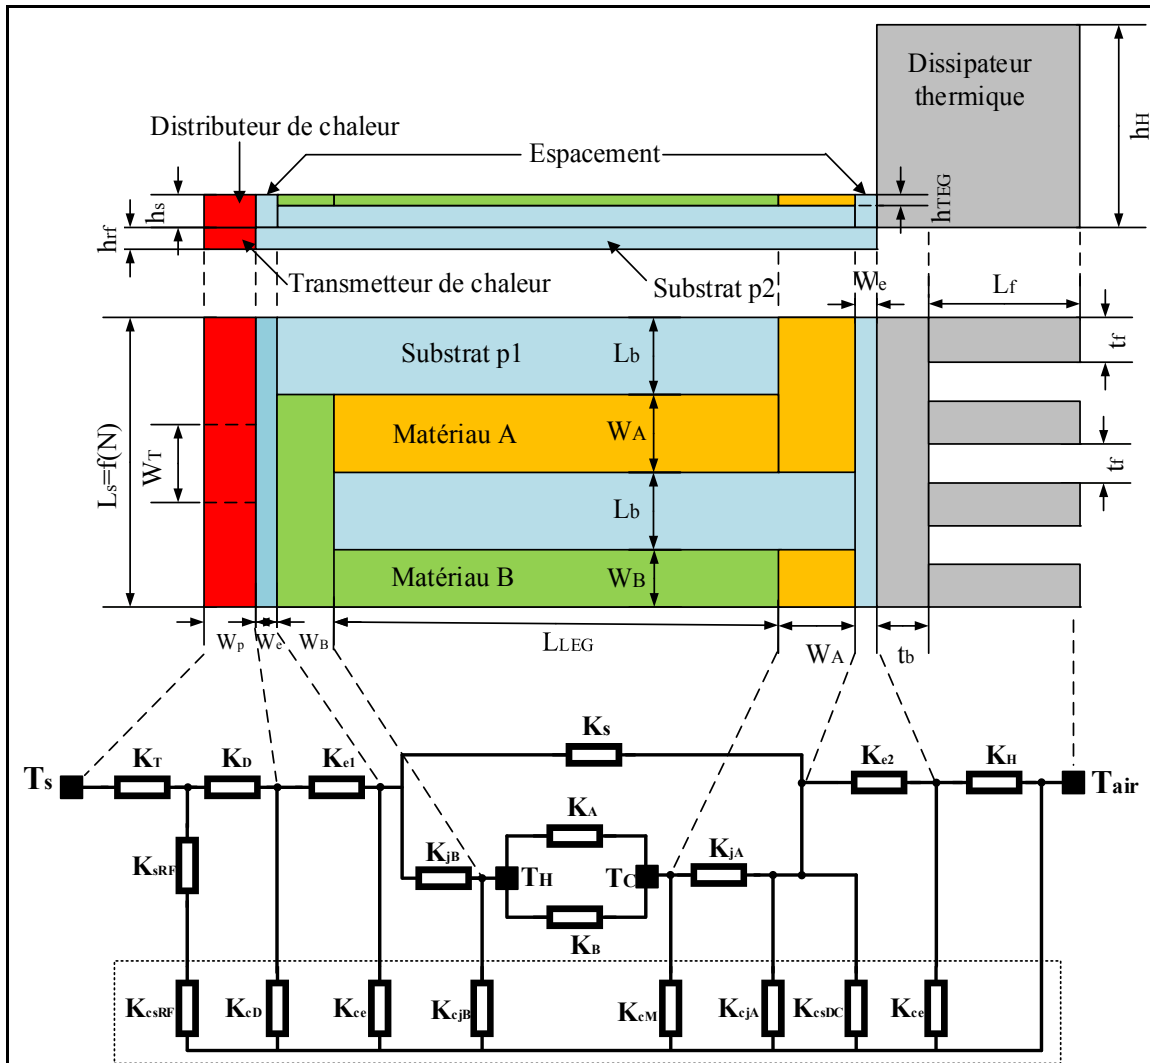 Dissipateur
thermique
hH
Distributeur de chaleur
Espacement
hs
hTEG
hrf
Transmetteur de chaleur
Substrat p2
We
Lf
Substrat p1
Lb
tf
Ls=f(N)
WT
Matériau A
WA
tf
Lb
Matériau B
WB
Wp
We
WB
LLEG
WA
tb
Ks
Ts
KT
KD
Ke1
Ke2
KH
Tair
KA
KsRF
KjB
TH
TC
KjA
KB
KcsRF
KcD
Kce
KcjB
KcM
KcjA
KcsDC
Kce